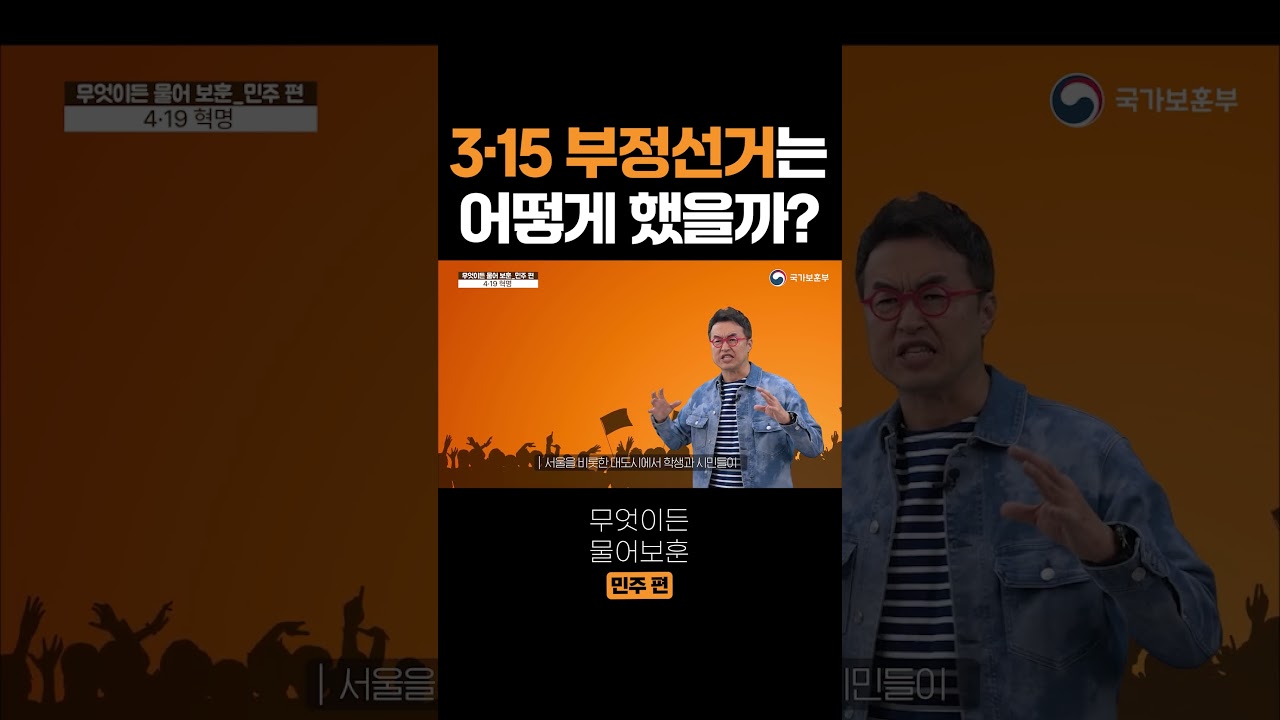 무엇이든 물어 보훈_민주 편
4·19 혁명
국가보훈부
3·15 부정선거는
어떻게 했을까?
무엇이든 물어 보훈_민주 편
4·19 혁명
국가보훈부
서울을 비롯한 대도시에서 학생과 시민들이
무엇이든
물어보훈
민주 편
서울을
시민들이